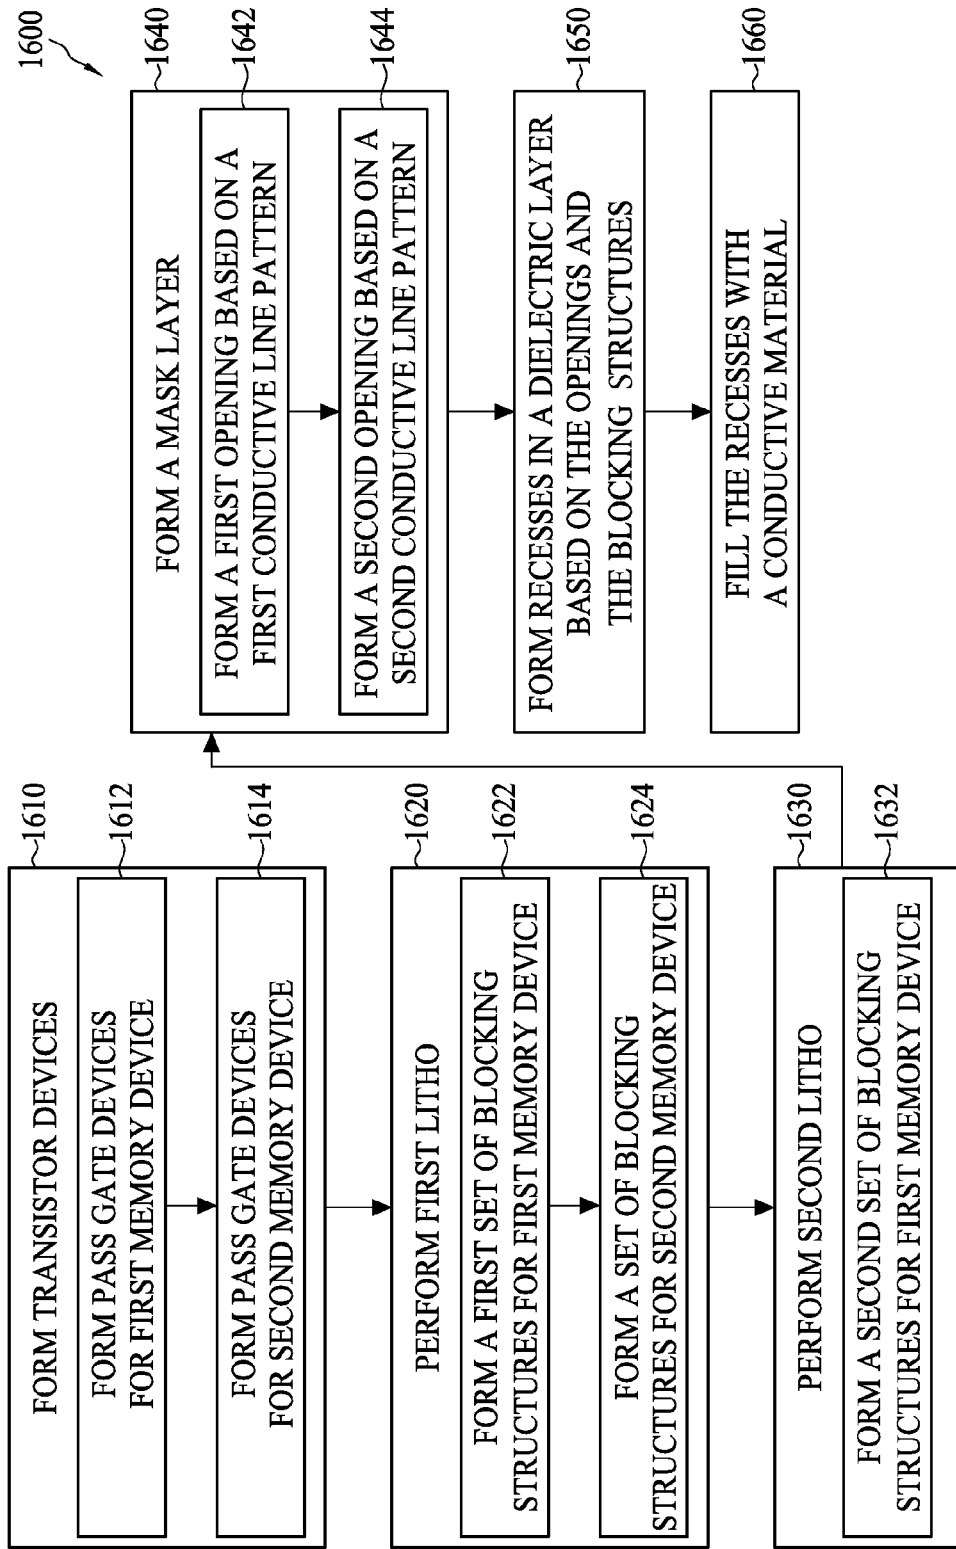 1600
FORM TRANSISTOR DEVICES
1610
FORM PASS GATE DEVICES
FOR FIRST MEMORY DEVICE
1612
FORM PASS GATE DEVICES
FOR SECOND MEMORY DEVICE
1614
PERFORM FIRST LITHO
1620
FORM A FIRST SET OF BLOCKING
STRUCTURES FOR FIRST MEMORY DEVICE
1622
FORM A SET OF BLOCKING
STRUCTURES FOR SECOND MEMORY DEVICE
1624
PERFORM SECOND LITHO
1630
FORM A SECOND SET OF BLOCKING
STRUCTURES FOR FIRST MEMORY DEVICE
1632
FORM A MASK LAYER
1640
FORM A FIRST OPENING BASED ON A
FIRST CONDUCTIVE LINE PATTERN
1642
FORM A SECOND OPENING BASED ON A
SECOND CONDUCTIVE LINE PATTERN
1644
FORM RECESSES IN A DIELECTRIC LAYER
BASED ON THE OPENINGS AND
THE BLOCKING STRUCTURES
1650
FILL THE RECESSES WITH
A CONDUCTIVE MATERIAL
1660